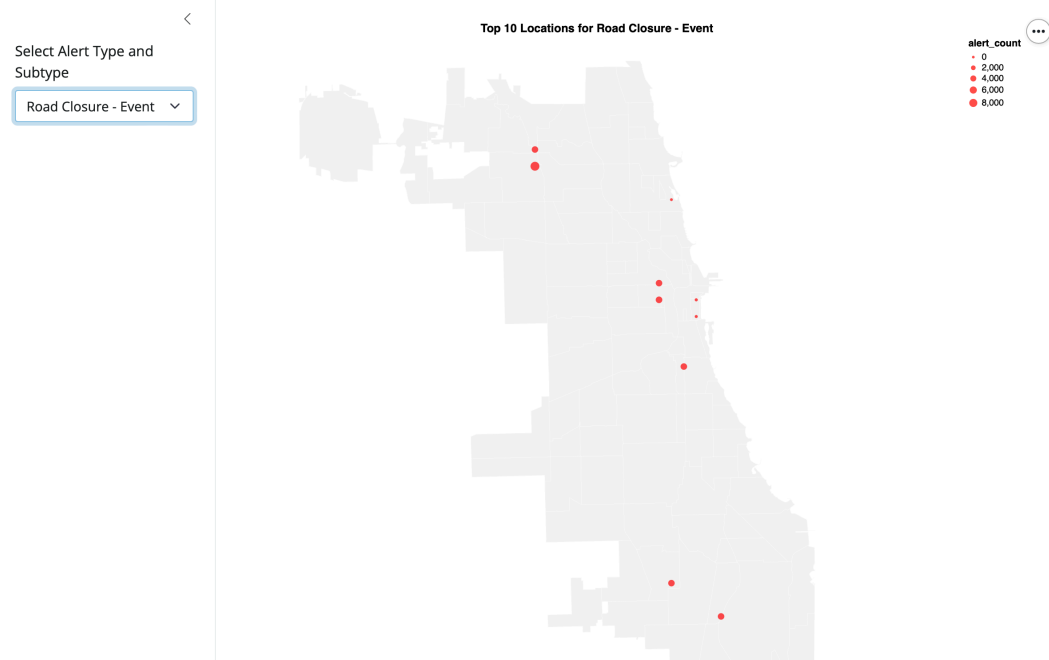 Select Alert Type and
Subtype
Road Closure - Event
Top 10 Locations for Road Closure - Event
alert_count
0
2,000
4,000
6,000
8,000